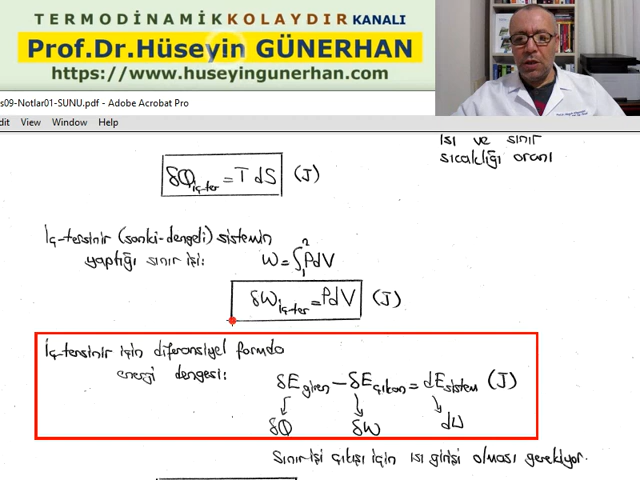 TERMODİNAMİKKOLAYDIR KANALI
Prof.Dr.Hüseyin GÜNERHAN
https://www.huseyingunerhan.com
s09-Notlar01-SUNU.pdf - Adobe Acrobat Pro
dit View Window Help
ısı ve sınır
sıcaklığı oranı
δQiç-ter = T dS (J)
İç-tersinir (sanki-dengeli) sistemin
yaptığı sınır işi: W = ∫₁² PdV
δWiç-ter = PdV (J)
İç-tersinir için diferansiyel formda
enerji dengesi: δEgiren − δEçıkan = dEsistem (J)
δQ δW dU
Sınır işi çıkışı için ısı girişi olması gerekiyor.